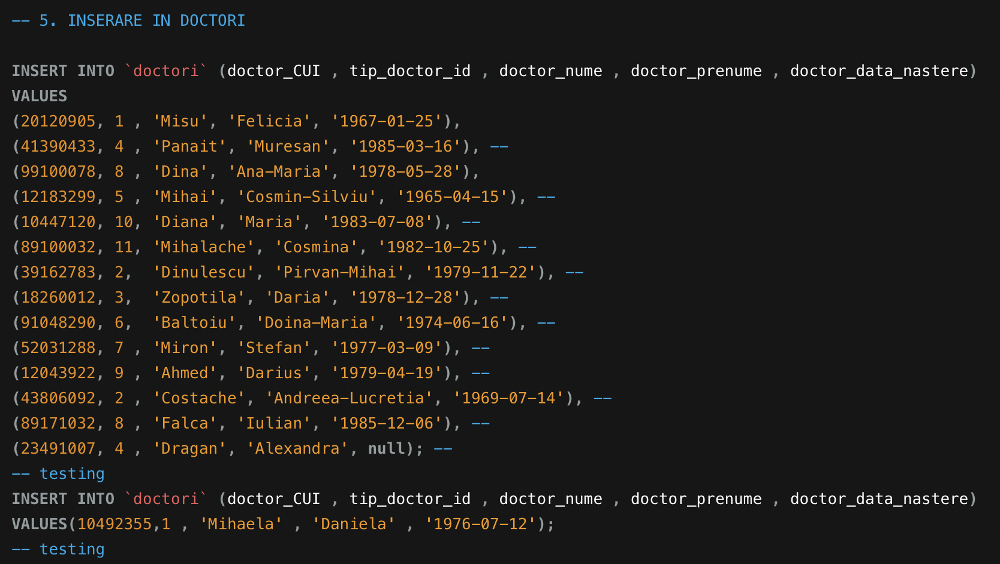 -- 5. INSERARE IN DOCTORI
INSERT INTO `doctori` (doctor_CUI , tip_doctor_id , doctor_nume , doctor_prenume , doctor_data_nastere)
VALUES
(20120905, 1 , 'Misu', 'Felicia', '1967-01-25'),
(41390433, 4 , 'Panait', 'Muresan', '1985-03-16'), --
(99100078, 8 , 'Dina', 'Ana-Maria', '1978-05-28'),
(12183299, 5 , 'Mihai', 'Cosmin-Silviu', '1965-04-15'), --
(10447120, 10, 'Diana', 'Maria', '1983-07-08'), --
(89100032, 11, 'Mihalache', 'Cosmina', '1982-10-25'), --
(39162783, 2,  'Dinulescu', 'Pirvan-Mihai', '1979-11-22'), --
(18260012, 3,  'Zopotila', 'Daria', '1978-12-28'), --
(91048290, 6,  'Baltoiu', 'Doina-Maria', '1974-06-16'), --
(52031288, 7 , 'Miron', 'Stefan', '1977-03-09'), --
(12043922, 9 , 'Ahmed', 'Darius', '1979-04-19'), --
(43806092, 2 , 'Costache', 'Andreea-Lucretia', '1969-07-14'), --
(89171032, 8 , 'Falca', 'Iulian', '1985-12-06'), --
(23491007, 4 , 'Dragan', 'Alexandra', null); --
-- testing
INSERT INTO `doctori` (doctor_CUI , tip_doctor_id , doctor_nume , doctor_prenume , doctor_data_nastere)
VALUES(10492355,1 , 'Mihaela' , 'Daniela' , '1976-07-12');
-- testing